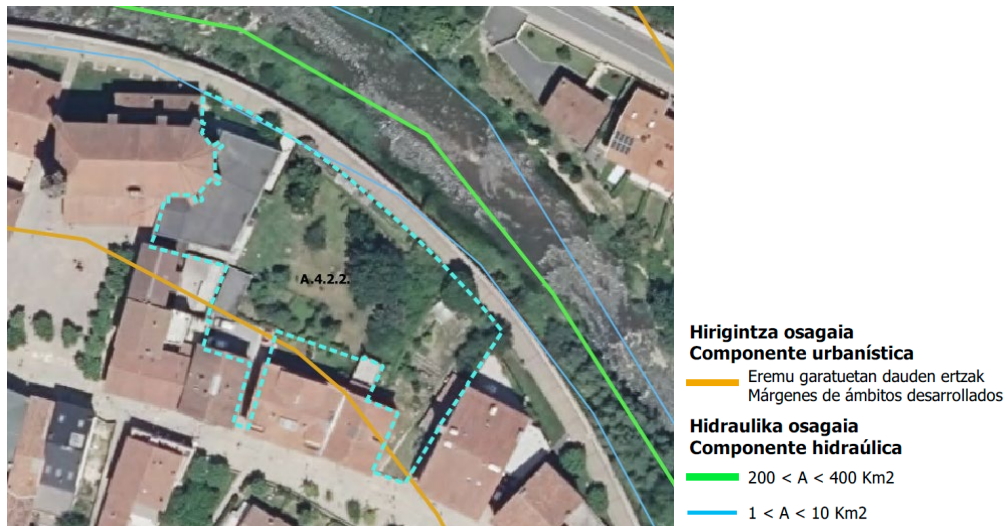 A.4.2.2.
Hirigintza osagaia
Componente urbanística
Eremu garatuetan dauden ertzak
Márgenes de ámbitos desarrollados
Hidraulika osagaia
Componente hidraúlica
200 < A < 400 Km2
1 < A < 10 Km2